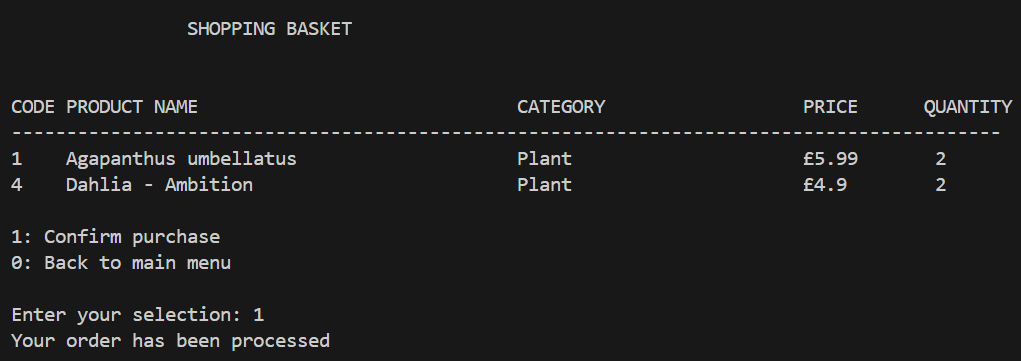 SHOPPING BASKET
CODE PRODUCT NAME CATEGORY PRICE QUANTITY
------------------------------------------------------------------------------------------
1 Agapanthus umbellatus Plant £5.99 2
4 Dahlia - Ambition Plant £4.9 2
1: Confirm purchase
0: Back to main menu
Enter your selection: 1
Your order has been processed